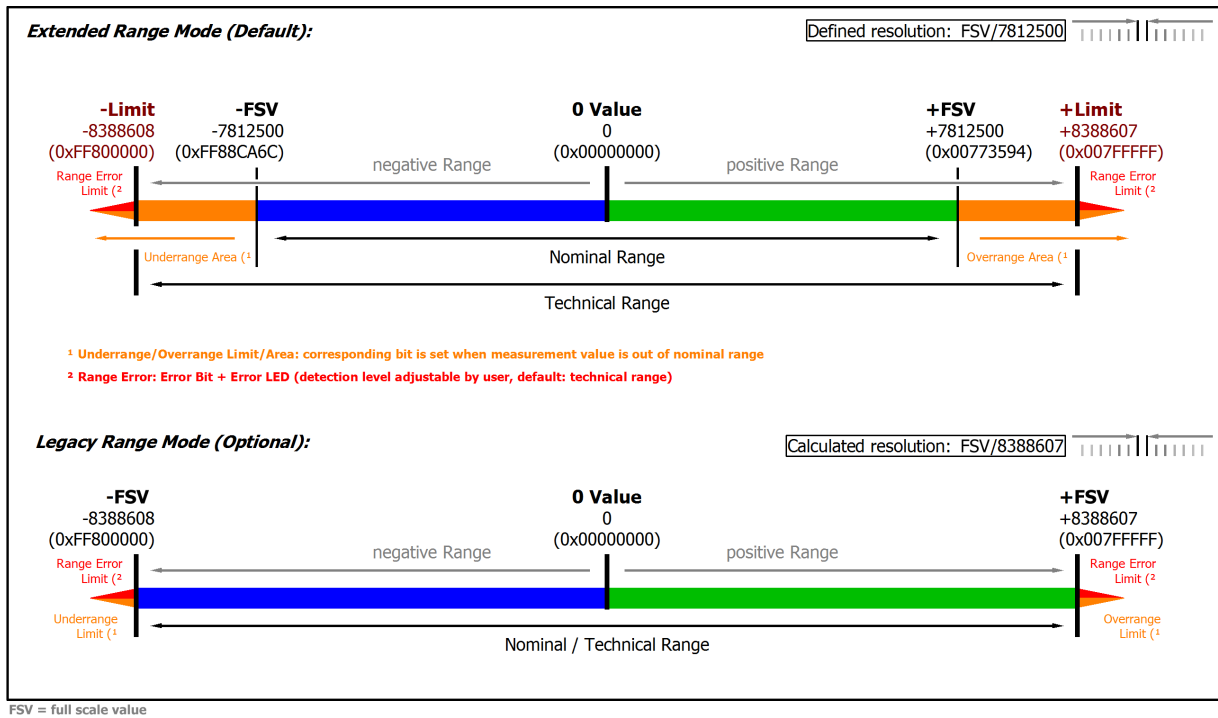 Extended Range Mode (Default):
Defined resolution: FSV/7812500
-Limit
-8388608
(0xFF800000)
-FSV
-7812500
(0xFF88CA6C)
0 Value
0
(0x00000000)
+FSV
+7812500
(0x00773594)
+Limit
+8388607
(0x007FFFFF)
negative Range
positive Range
Range Error
Limit (²
Range Error
Limit (²
Underrange Area (¹
Nominal Range
Overrange Area (¹
Technical Range
¹ Underrange/Overrange Limit/Area: corresponding bit is set when measurement value is out of nominal range
² Range Error: Error Bit + Error LED (detection level adjustable by user, default: technical range)
Legacy Range Mode (Optional):
Calculated resolution: FSV/8388607
-FSV
-8388608
(0xFF800000)
0 Value
0
(0x00000000)
+FSV
+8388607
(0x007FFFFF)
negative Range
positive Range
Range Error
Limit (²
Range Error
Limit (²
Underrange
Limit (¹
Overrange
Limit (¹
Nominal / Technical Range
FSV = full scale value